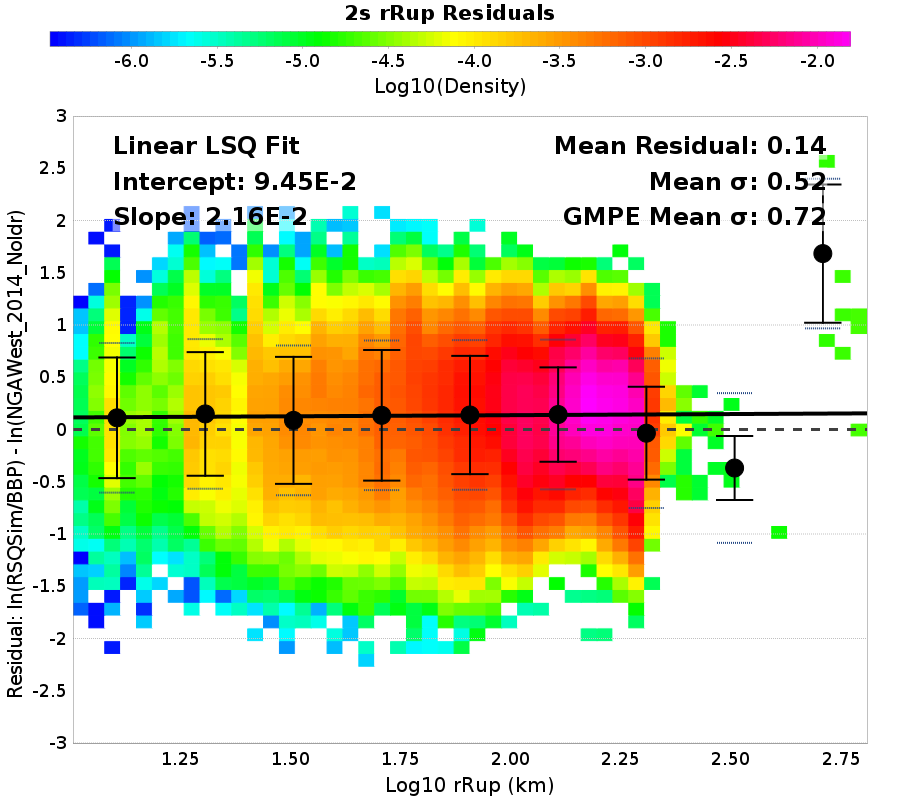 2s rRup Residuals
-6.0 -5.5 -5.0 -4.5 -4.0 -3.5 -3.0 -2.5 -2.0
Log10(Density)
Residual: ln(RSQSim/BBP) - ln(NGAWest_2014_NoIdr)
3
2.5
2
1.5
1
0.5
0
-0.5
-1
-1.5
-2
-2.5
-3
Linear LSQ Fit
Intercept: 9.45E-2
Slope: 2.16E-2
Mean Residual: 0.14
Mean σ: 0.52
GMPE Mean σ: 0.72
1.25 1.50 1.75 2.00 2.25 2.50 2.75
Log10 rRup (km)